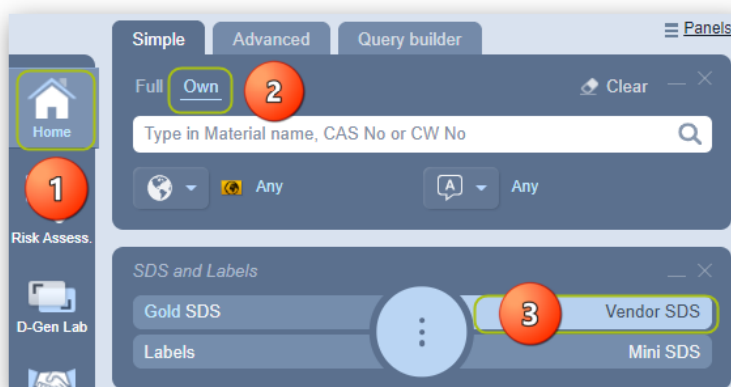 Simple Advanced Query builder Panels
Full Own 2 Clear
Home
Type in Material name, CAS No or CW No
1
Any Any
Risk Assess.
SDS and Labels
Gold SDS 3 Vendor SDS
D-Gen Lab
Labels Mini SDS